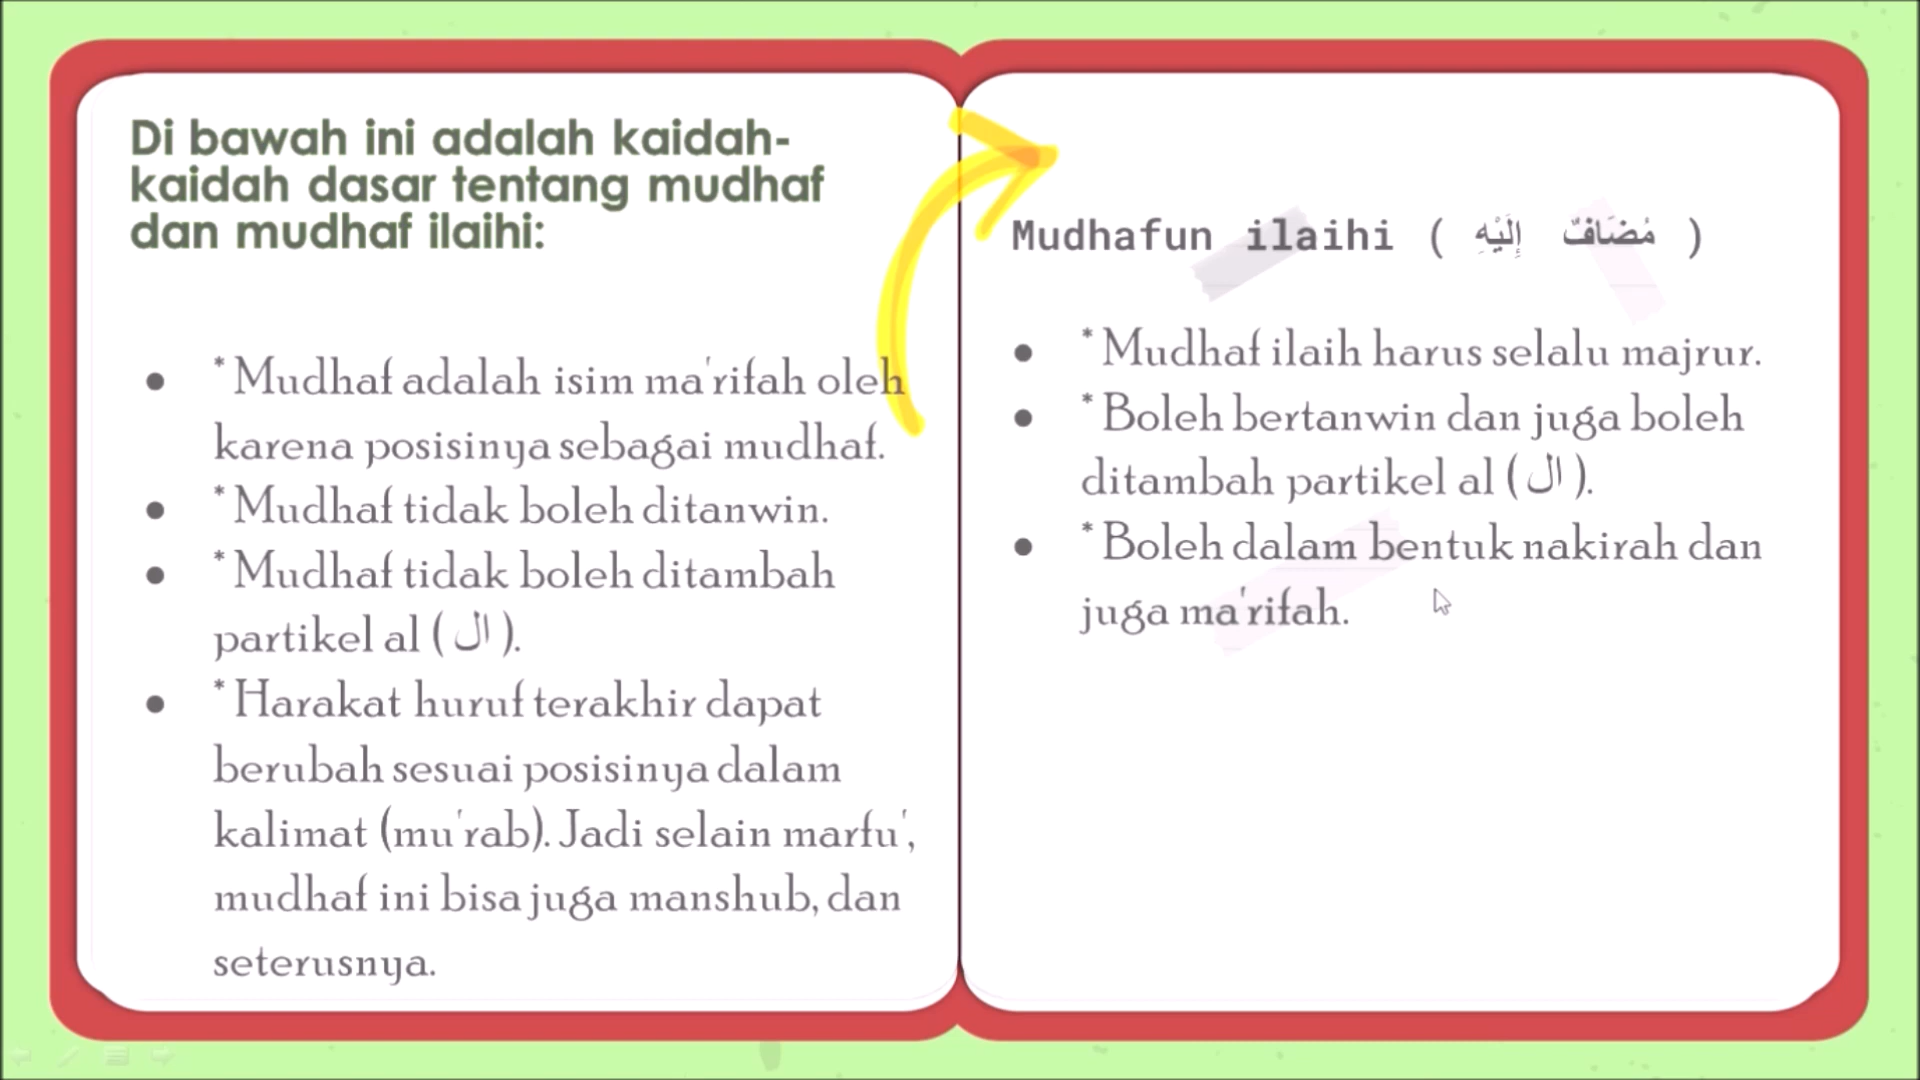 Di bawah ini adalah kaidah-
kaidah dasar tentang mudhaf
dan mudhaf ilaihi:
● *Mudhaf adalah isim ma'rifah oleh
karena posisinya sebagai mudhaf.
● *Mudhaf tidak boleh ditanwin.
● *Mudhaf tidak boleh ditambah
partikel al ( ال ).
● *Harakat huruf terakhir dapat
berubah sesuai posisinya dalam
kalimat (mu'rab). Jadi selain marfu',
mudhaf ini bisa juga manshub, dan
seterusnya.
Mudhafun ilaihi ( مُضَافٌ إِلَيْهِ )
● *Mudhaf ilaih harus selalu majrur.
● *Boleh bertanwin dan juga boleh
ditambah partikel al ( ال ).
● *Boleh dalam bentuk nakirah dan
juga ma'rifah.